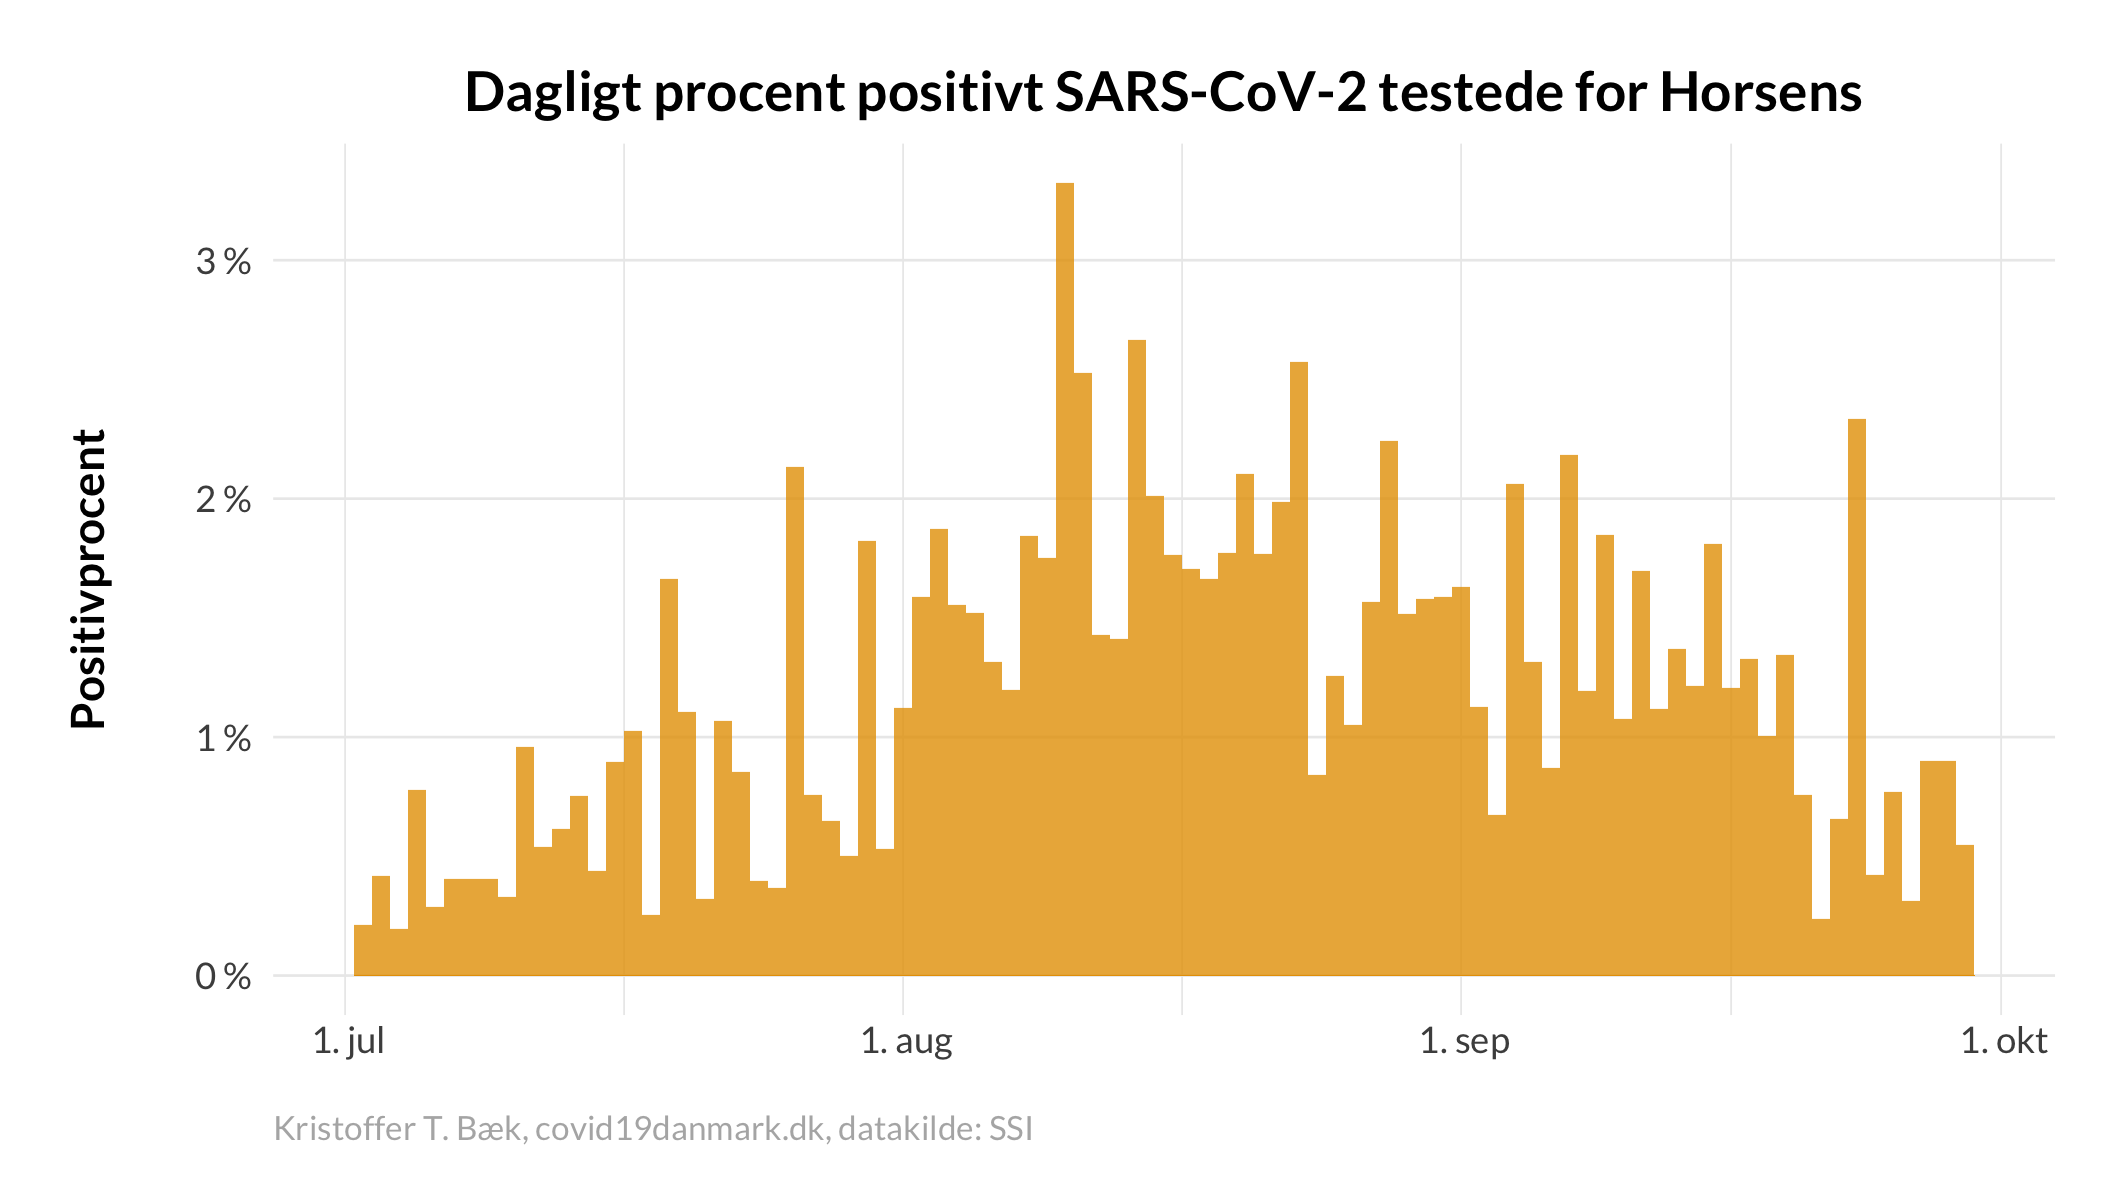 Dagligt procent positivt SARS-CoV-2 testede for Horsens
Positivprocent
3 %
2 %
1 %
0 %
1. jul
1. aug
1. sep
1. okt
Kristoffer T. Bæk, covid19danmark.dk, datakilde: SSI